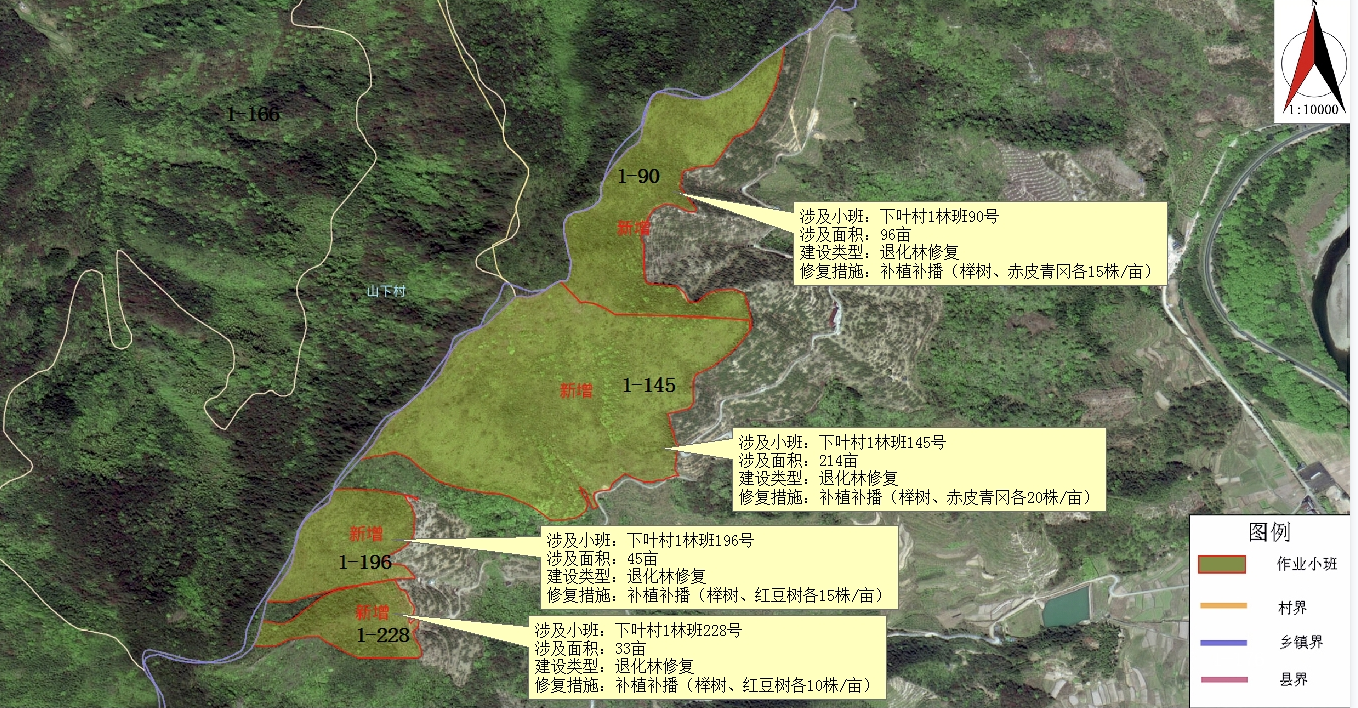 N
1:10000
1-166
1-90
新增
涉及小班：下叶村1林班90号
涉及面积：96亩
建设类型：退化林修复
修复措施：补植补播（榉树、赤皮青冈各15株/亩）
山下村
新增
1-145
涉及小班：下叶村1林班145号
涉及面积：214亩
建设类型：退化林修复
修复措施：补植补播（榉树、赤皮青冈各20株/亩）
新增
1-196
涉及小班：下叶村1林班196号
涉及面积：45亩
建设类型：退化林修复
修复措施：补植补播（榉树、红豆树各15株/亩）
新增
1-228
涉及小班：下叶村1林班228号
涉及面积：33亩
建设类型：退化林修复
修复措施：补植补播（榉树、红豆树各10株/亩）
图例
作业小班
村界
乡镇界
县界